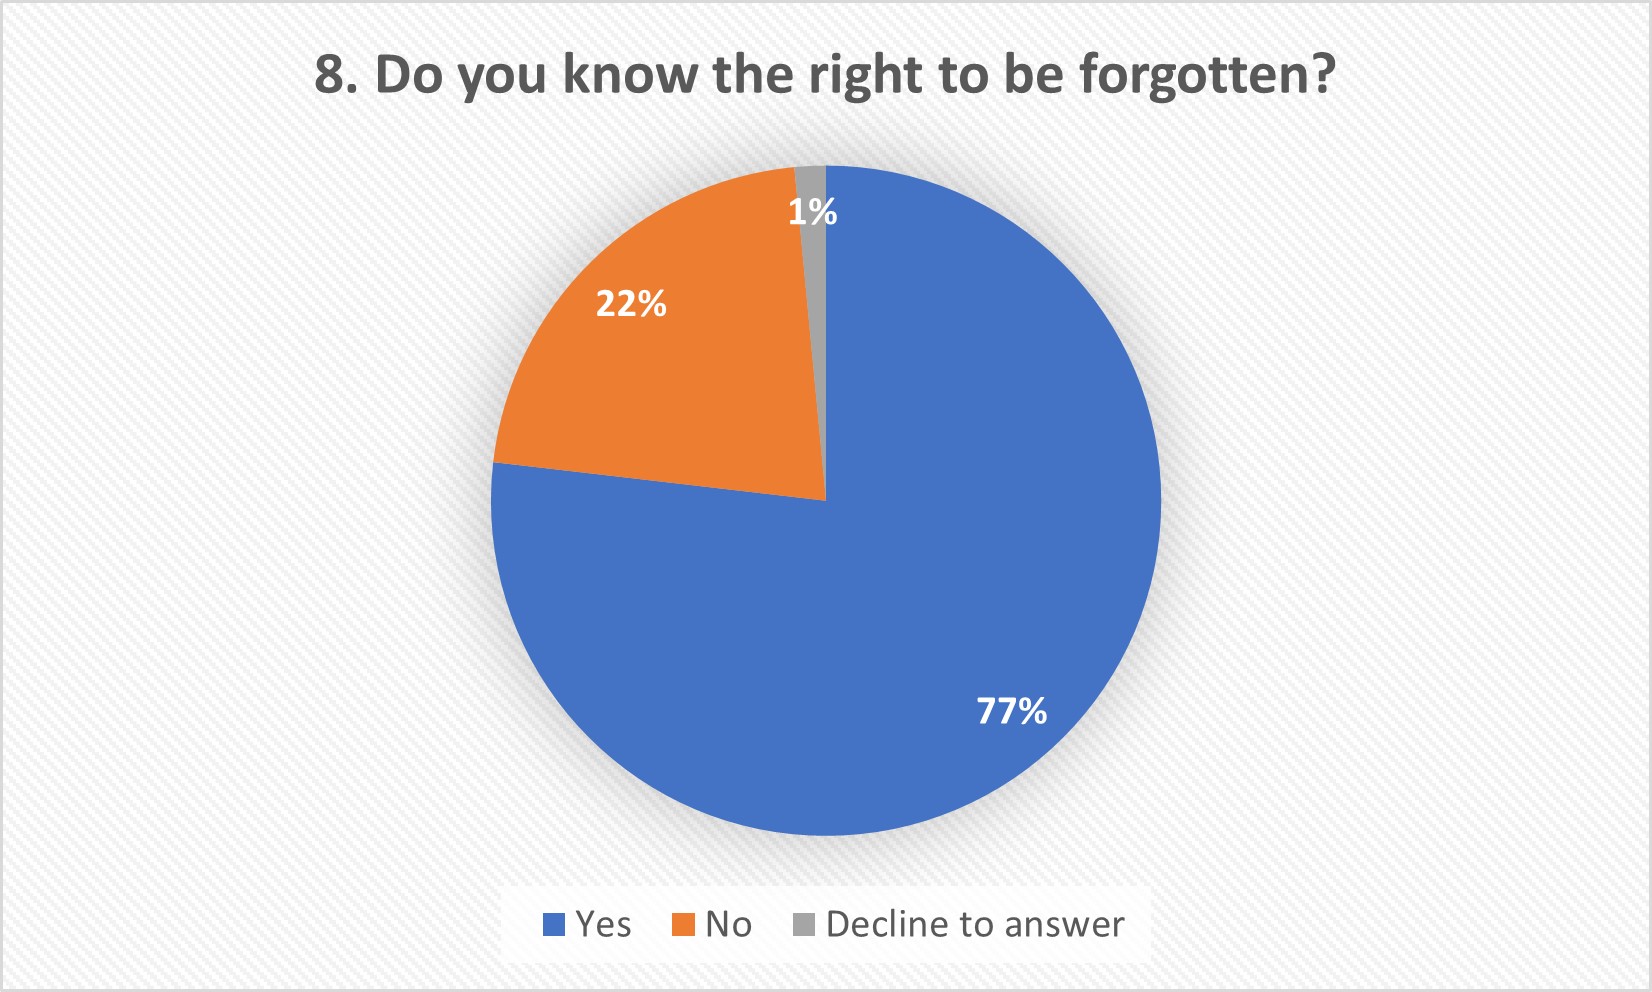 8. Do you know the right to be forgotten?
1%
22%
77%
Yes No Decline to answer